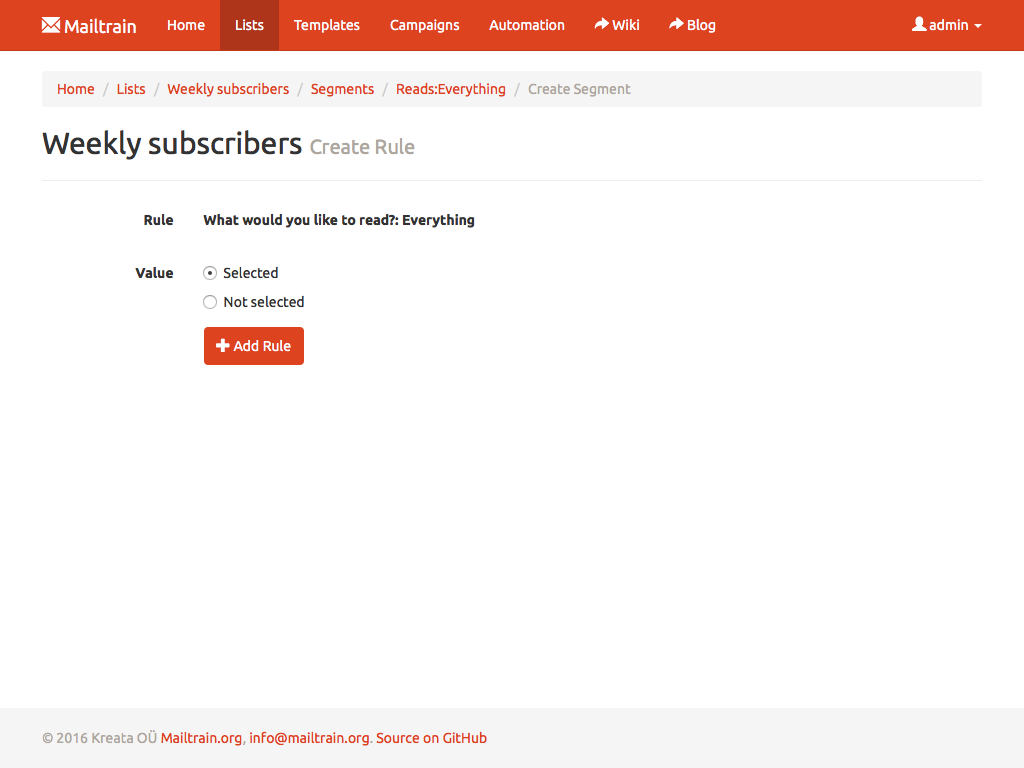 Mailtrain Home Lists Templates Campaigns Automation Wiki Blog admin
Home / Lists / Weekly subscribers / Segments / Reads:Everything / Create Segment
Weekly subscribers Create Rule
Rule What would you like to read?: Everything
Value Selected
Not selected
Add Rule
© 2016 Kreata OÜ Mailtrain.org, info@mailtrain.org. Source on GitHub